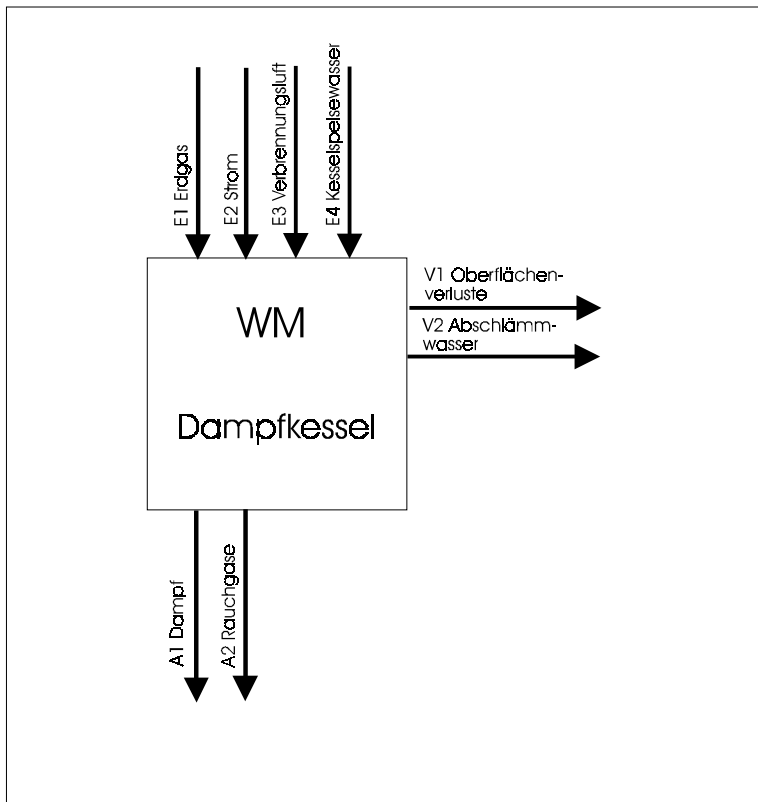 E1 Erdgas
E2 Strom
E3 Verbrennungsluft
E4 Kesselspeisewasser
V1 Oberflächen-
verluste
V2 Abschlämm-
wasser
WM
Dampfkessel
A1 Dampf
A2 Rauchgase